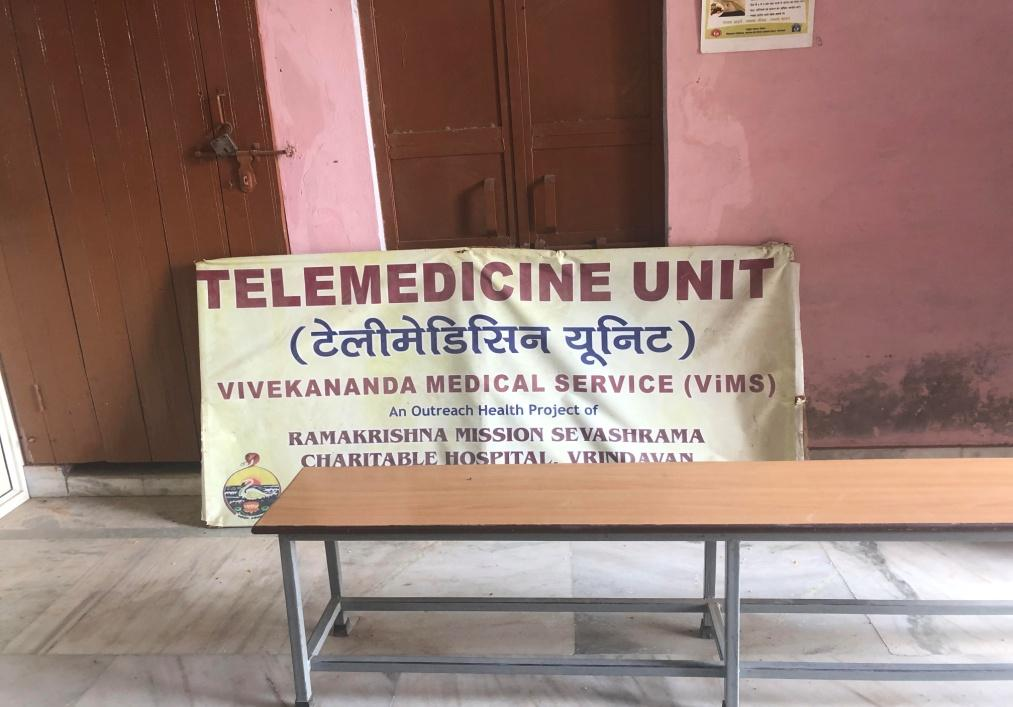 TELEMEDICINE UNIT
(टेलीमेडिसिन यूनिट)
VIVEKANANDA MEDICAL SERVICE (ViMS)
An Outreach Health Project of
RAMAKRISHNA MISSION SEVASHRAMA
CHARITABLE HOSPITAL, VRINDAVAN